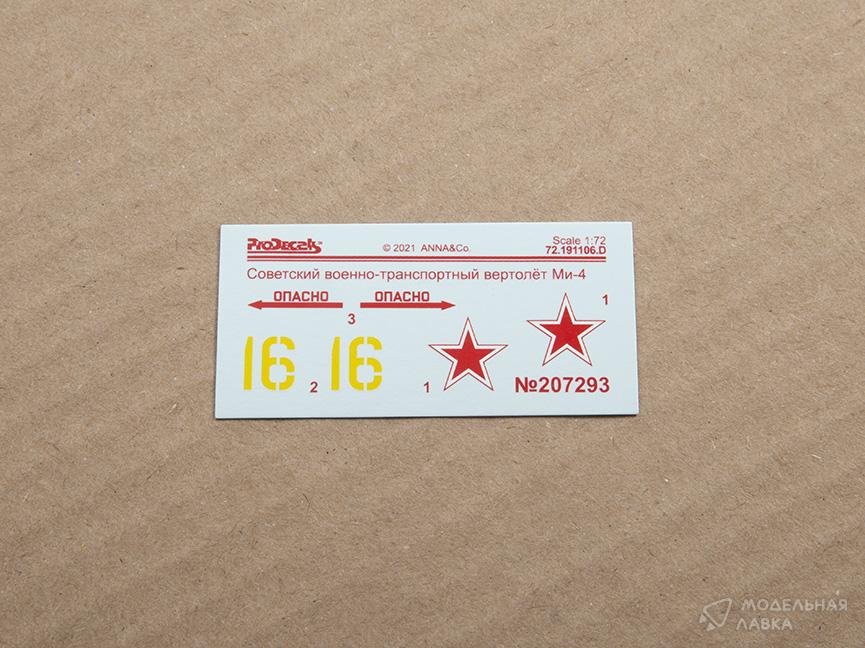 ProDecals™
© 2021 ANNA&Co.
Scale 1:72
72.191106.D
Советский военно-транспортный вертолёт Ми-4
ОПАСНО ОПАСНО
3
1
16 2 16
1
№207293
МОДЕЛЬНАЯ
ЛАВКА